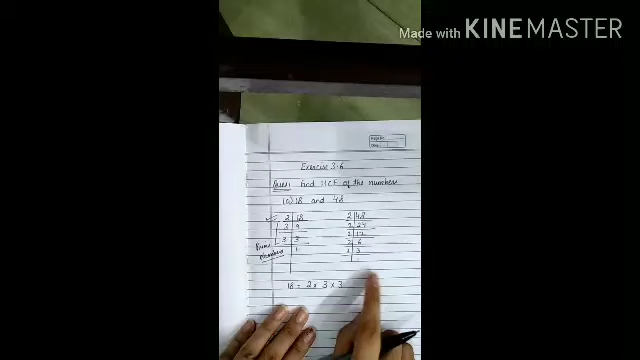 Made with KINEMASTER
Exercise 3.6
Ques: Find HCF of the numbers
(a) 18 and 48
2 18 2 48
3 9 2 24
3 3 2 12
1 2 6
3
Prime
Numbers
18 = 2 x 3 x 3